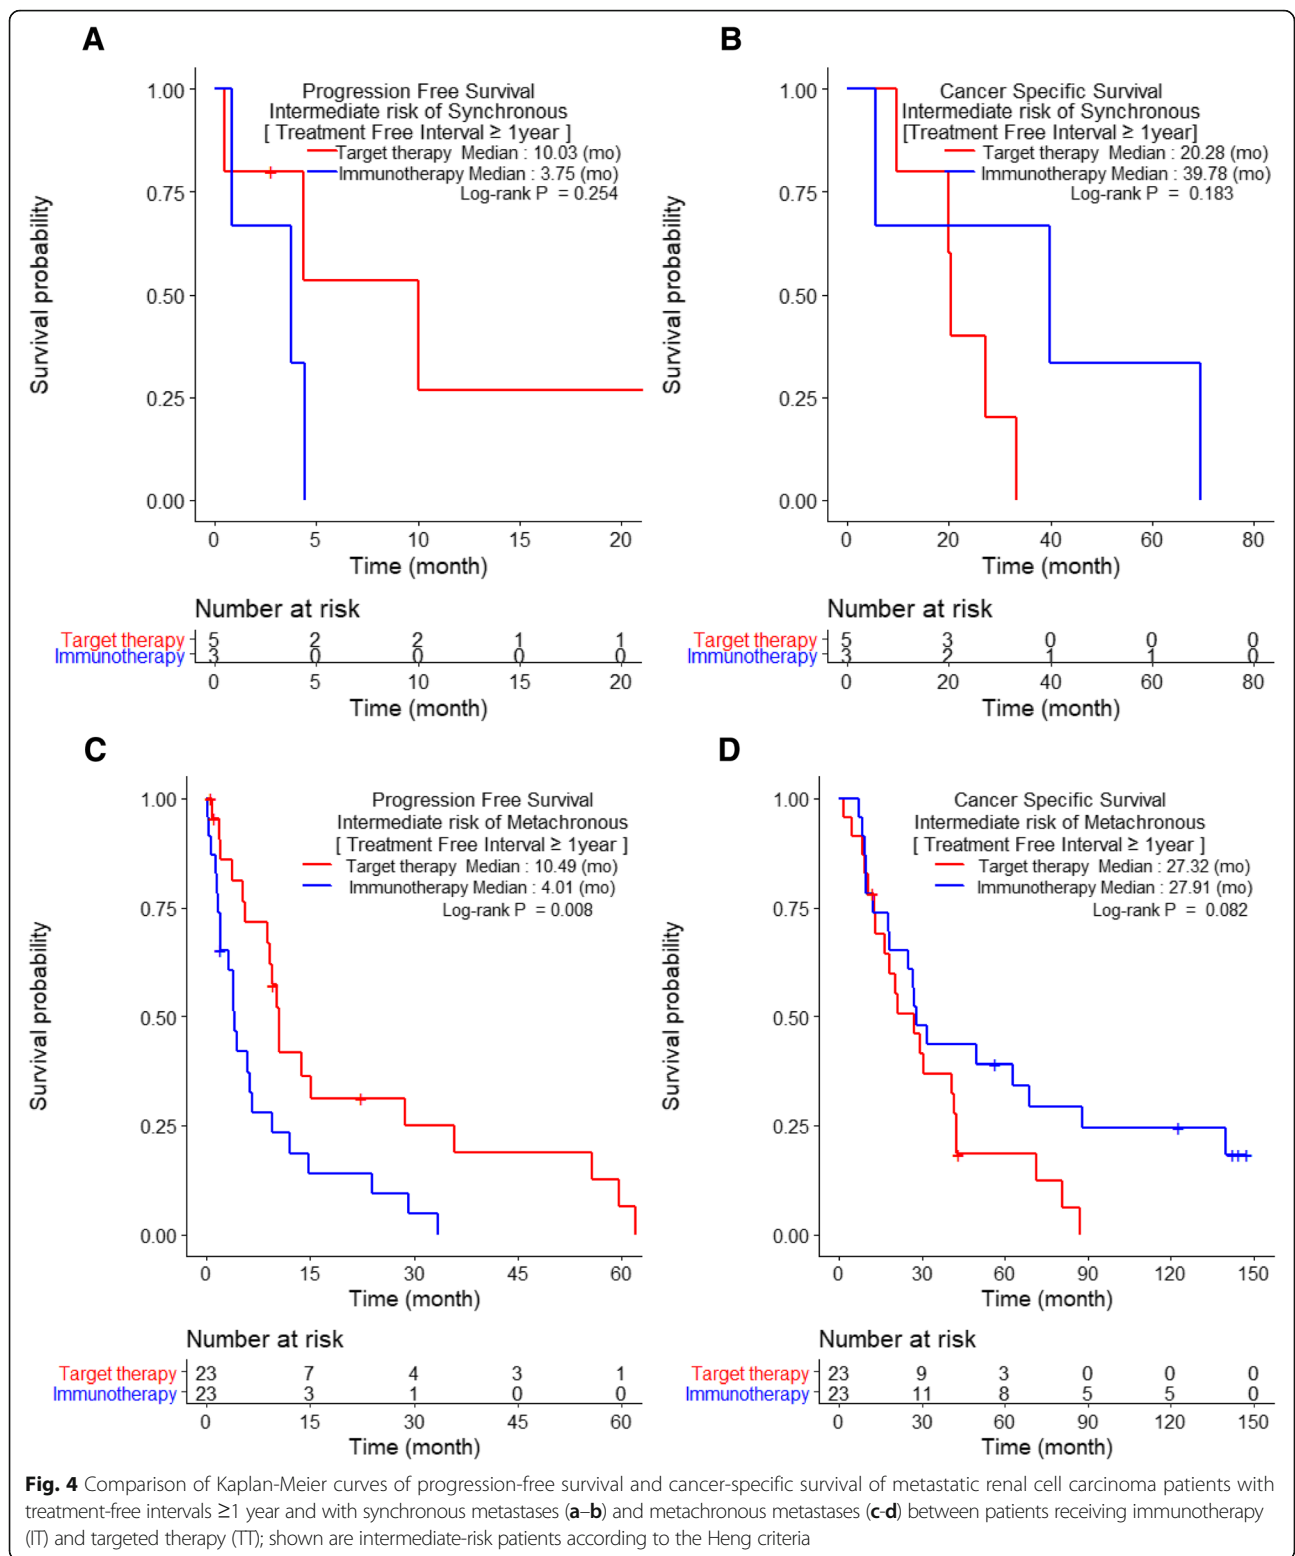 A
Progression Free Survival
Intermediate risk of Synchronous
[ Treatment Free Interval ≥ 1year ]
Target therapy Median : 10.03 (mo)
Immunotherapy Median : 3.75 (mo)
Log-rank P = 0.254
Survival probability
1.00
0.75
0.50
0.25
0.00
0 5 10 15 20
Time (month)
Number at risk
Target therapy 5 2 2 1 1
Immunotherapy 3 0 0 0 0
0 5 10 15 20
Time (month)
B
Cancer Specific Survival
Intermediate risk of Synchronous
[Treatment Free Interval ≥ 1year]
Target therapy Median : 20.28 (mo)
Immunotherapy Median : 39.78 (mo)
Log-rank P = 0.183
Survival probability
1.00
0.75
0.50
0.25
0.00
0 20 40 60 80
Time (month)
Number at risk
Target therapy 5 3 0 0 0
Immunotherapy 3 2 1 1 0
0 20 40 60 80
Time (month)
C
Progression Free Survival
Intermediate risk of Metachronous
[ Treatment Free Interval ≥ 1year ]
Target therapy Median : 10.49 (mo)
Immunotherapy Median : 4.01 (mo)
Log-rank P = 0.008
Survival probability
1.00
0.75
0.50
0.25
0.00
0 15 30 45 60
Time (month)
Number at risk
Target therapy 23 7 4 3 1
Immunotherapy 23 3 1 0 0
0 15 30 45 60
Time (month)
D
Cancer Specific Survival
Intermediate risk of Metachronous
[ Treatment Free Interval ≥ 1year ]
Target therapy Median : 27.32 (mo)
Immunotherapy Median : 27.91 (mo)
Log-rank P = 0.082
Survival probability
1.00
0.75
0.50
0.25
0.00
0 30 60 90 120 150
Time (month)
Number at risk
Target therapy 23 9 3 0 0 0
Immunotherapy 23 11 8 5 5 0
0 30 60 90 120 150
Time (month)
Fig. 4 Comparison of Kaplan-Meier curves of progression-free survival and cancer-specific survival of metastatic renal cell carcinoma patients with
treatment-free intervals ≥1 year and with synchronous metastases (a–b) and metachronous metastases (c-d) between patients receiving immunotherapy
(IT) and targeted therapy (TT); shown are intermediate-risk patients according to the Heng criteria